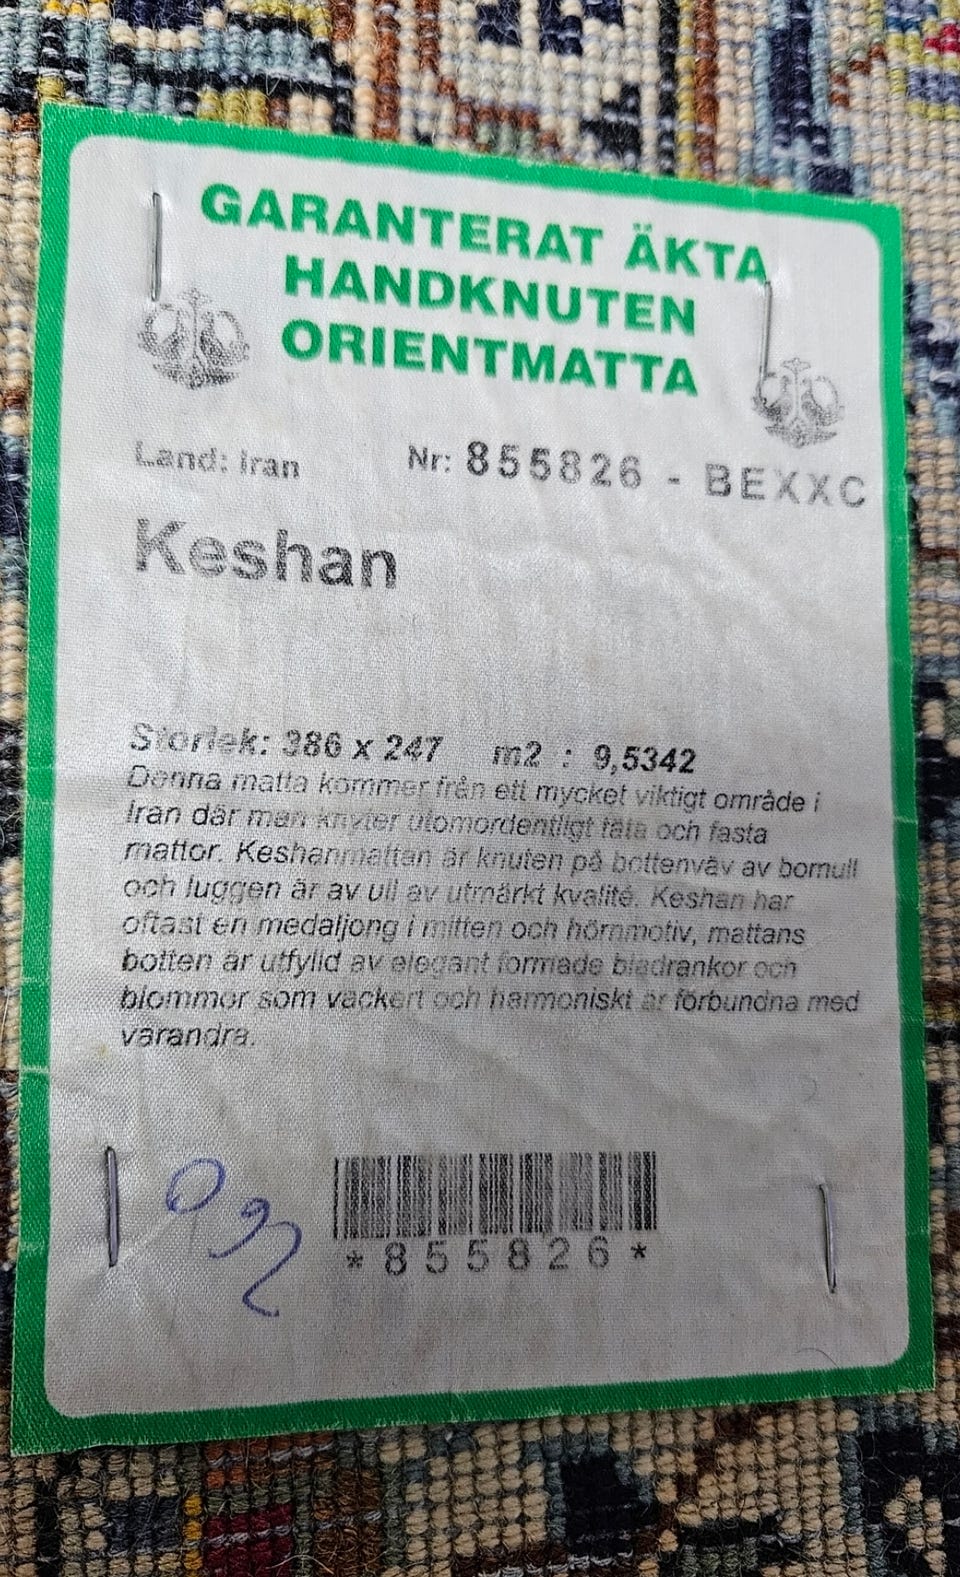 GARANTERAT ÄKTA
HANDKNUTEN
ORIENTMATTA
Land: Iran Nr: 855826 - BEXXC
Keshan
Storlek: 386 x 247 m2 : 9,5342
Denna matta kommer från ett mycket viktigt område i
Iran där man knyter utomordentligt täta och fasta
mattor. Keshanmattan är knuten på bottenväv av bomull
och luggen är av ull av utmärkt kvalité. Keshan har
oftast en medaljong i mitten och hörnmotiv, mattans
botten är utfylld av elegant formade bladrankor och
blommor som vackert och harmoniskt är förbundna med
varandra.
*855826*